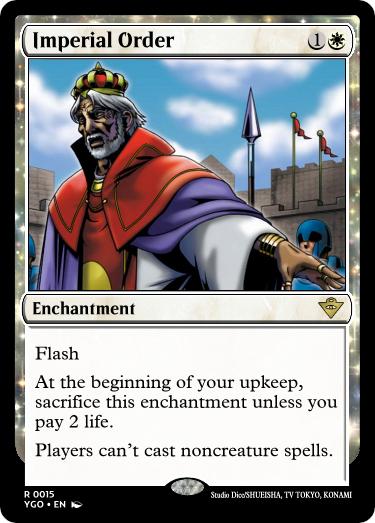 Imperial Order
1
Enchantment
Flash
At the beginning of your upkeep,
sacrifice this enchantment unless you
pay 2 life.
Players can't cast noncreature spells.
R 0015
YGO • EN
Studio Dice/SHUEISHA, TV TOKYO, KONAMI